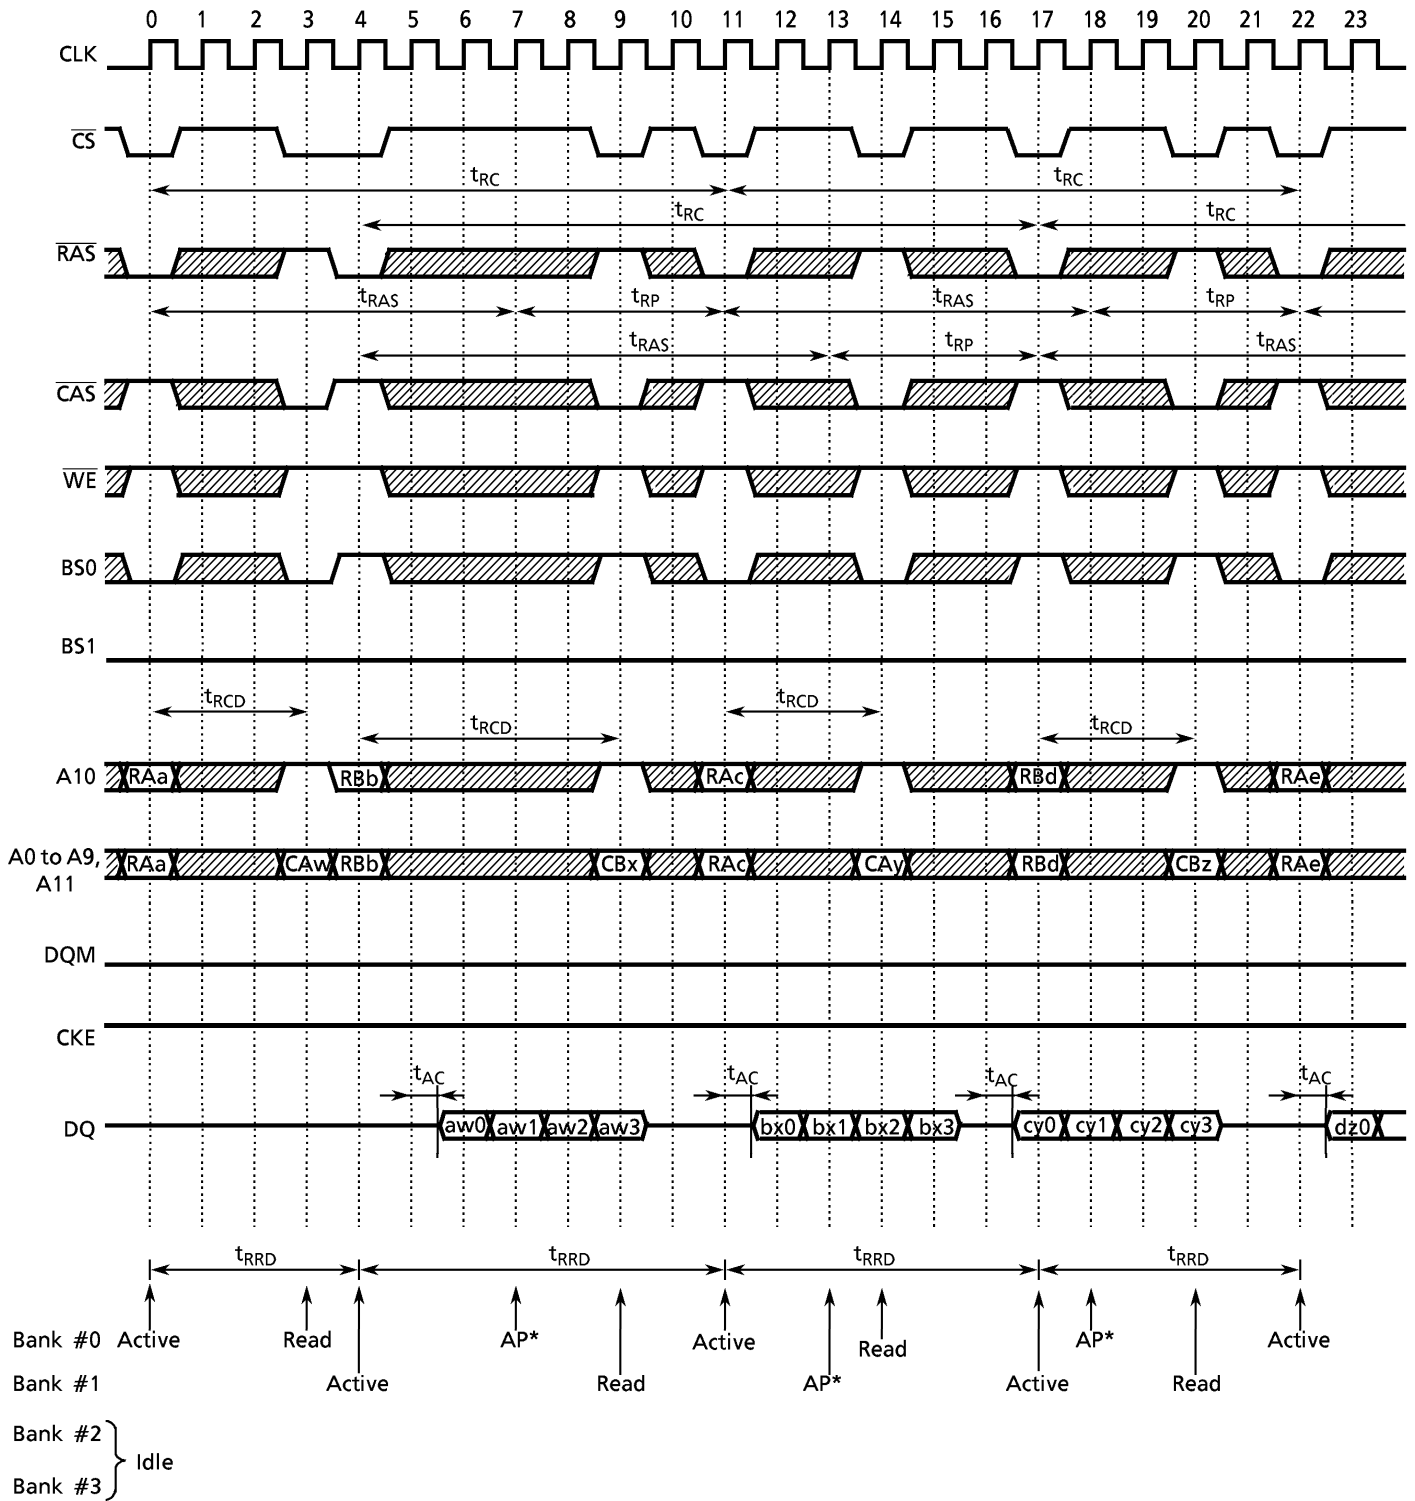 0 1 2 3 4 5 6 7 8 9 10 11 12 13 14 15 16 17 18 19 20 21 22 23
CLK
CS
tRC tRC
tRC tRC
RAS
tRAS tRP tRAS tRP
tRAS tRP tRAS
CAS
WE
BS0
BS1
tRCD tRCD
tRCD tRCD
A10 RAa RBb RAc RBd RAe
A0 to A9,
A11
RAa CAw RBb CBx RAc CAy RBd CBz RAe
DQM
CKE
tAC tAC tAC tAC
DQ aw0 aw1 aw2 aw3 bx0 bx1 bx2 bx3 cy0 cy1 cy2 cy3 dz0
tRRD tRRD tRRD tRRD
Bank #0 Active Read AP* Active Read AP* Active
Bank #1 Active Read AP* Active Read
Bank #2
Idle
Bank #3